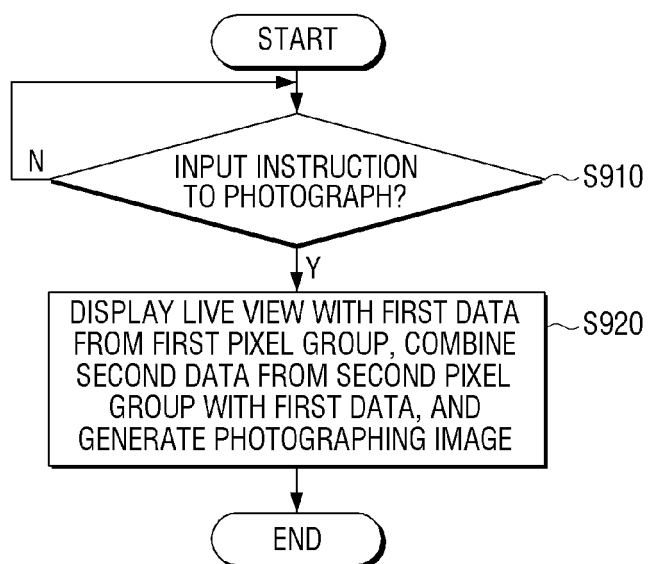 START
N
INPUT INSTRUCTION
TO PHOTOGRAPH?
S910
Y
DISPLAY LIVE VIEW WITH FIRST DATA
FROM FIRST PIXEL GROUP, COMBINE
SECOND DATA FROM SECOND PIXEL
GROUP WITH FIRST DATA, AND
GENERATE PHOTOGRAPHING IMAGE
S920
END